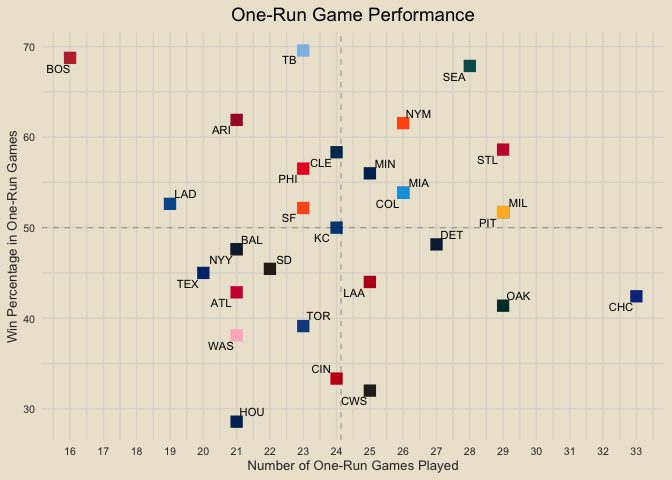 One-Run Game Performance
Win Percentage in One-Run Games
70
60
50
40
30
BOS
TB
SEA
ARI
NYM
CLE
MIN
STL
PHI
LAD
MIA
COL
MIL
SF
PIT
KC
DET
BAL
NYY
SD
TEX
LAA
ATL
OAK
CHC
TOR
WAS
CIN
CWS
HOU
16 17 18 19 20 21 22 23 24 25 26 27 28 29 30 31 32 33
Number of One-Run Games Played